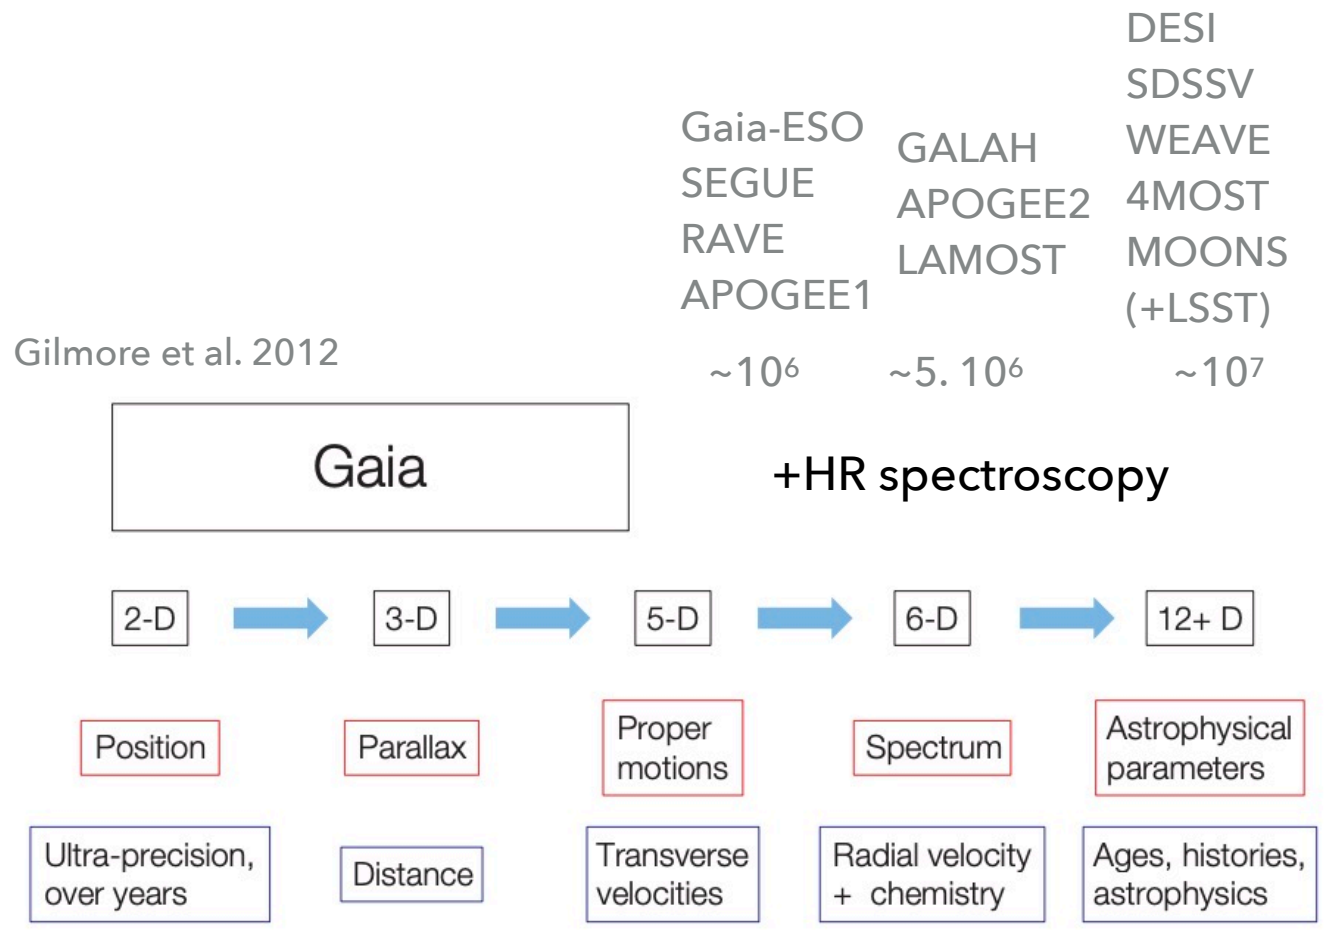 DESI
SDSSV
WEAVE
4MOST
MOONS
(+LSST)
Gaia-ESO
SEGUE
RAVE
APOGEE1
GALAH
APOGEE2
LAMOST
Gilmore et al. 2012
~10⁶
~5. 10⁶
~10⁷
Gaia
+HR spectroscopy
2-D
3-D
5-D
6-D
12+ D
Position
Parallax
Proper
motions
Spectrum
Astrophysical
parameters
Ultra-precision,
over years
Distance
Transverse
velocities
Radial velocity
+ chemistry
Ages, histories,
astrophysics